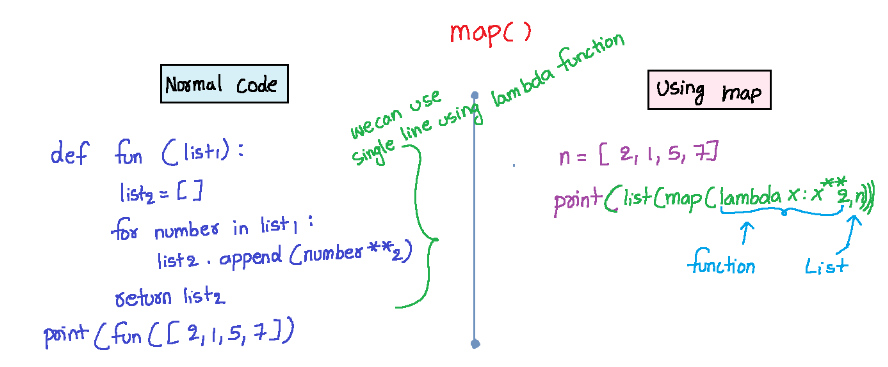 map()
Normal Code
we can use
single line using lambda function
def fun (list1):
list2 = []
for number in list1:
list2.append(number**2)
return list2
print(fun([2,1,5,7])
Using map
n = [2, 1, 5, 7]
print(list(map(lambda x:x**2,n)))
function
List